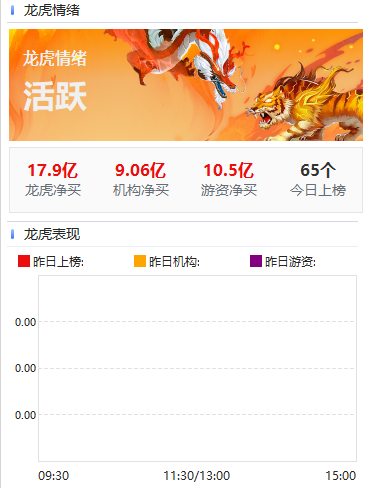 龙虎情绪
龙虎情绪
活跃
17.9亿 9.06亿 10.5亿 65个
龙虎净买 机构净买 游资净买 今日上榜
龙虎表现
昨日上榜: 昨日机构: 昨日游资:
0.00
0.00
0.00
09:30 11:30/13:00 15:00